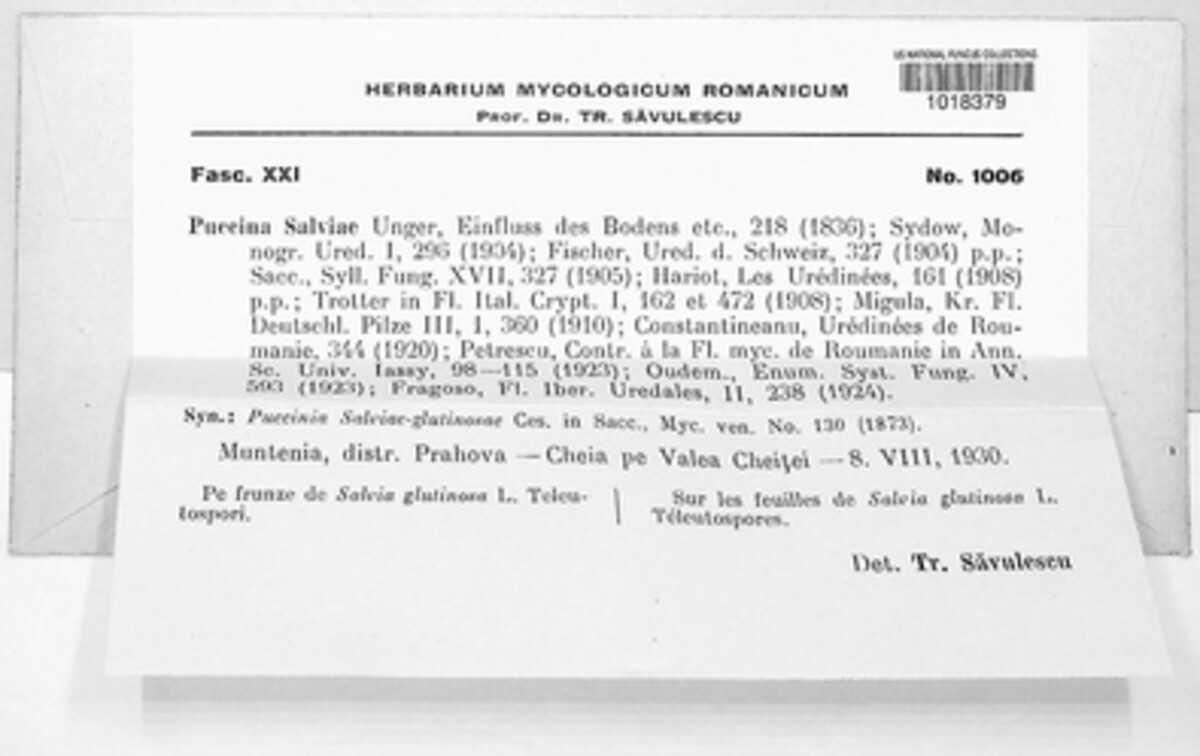 US NATIONAL FUNGUS COLLECTIONS
1018379
HERBARIUM MYCOLOGICUM ROMANICUM
PROF. DR. TR. SĂVULESCU
Fasc. XXI No. 1006
Puccina Salviae Unger, Einfluss des Bodens etc., 218 (1836); Sydow, Mo-
nogr. Ured. I, 296 (1904); Fischer, Ured. d. Schweiz, 327 (1904) p.p.;
Sacc., Syll. Fung. XVII, 327 (1905); Hariot, Les Urédinées, 161 (1908)
p.p.; Trotter in Fl. Ital. Crypt. I, 162 et 472 (1908); Migula, Kr. Fl.
Deutschl. Pilze III, 1, 360 (1910); Constantineanu, Urédinées de Rou-
manie, 344 (1920); Petrescu, Contr. à la Fl. myc. de Roumanie in Ann.
Sc. Univ. Iassy, 98—115 (1923); Oudem., Enum. Syst. Fung. IV,
593 (1923); Fragoso, Fl. Iber. Uredales, II, 238 (1924).
Syn.: Puccinia Salviae-glutinosae Ces. in Sacc., Myc. ven. No. 130 (1873).
Muntenia, distr. Prahova — Cheia pe Valea Cheiţei — 8. VIII, 1930.
Pe frunze de Salvia glutinosa L. Teleu-
tospori.
Sur les feuilles de Salvia glutinosa L.
Téleutospores.
Det. Tr. Săvulescu